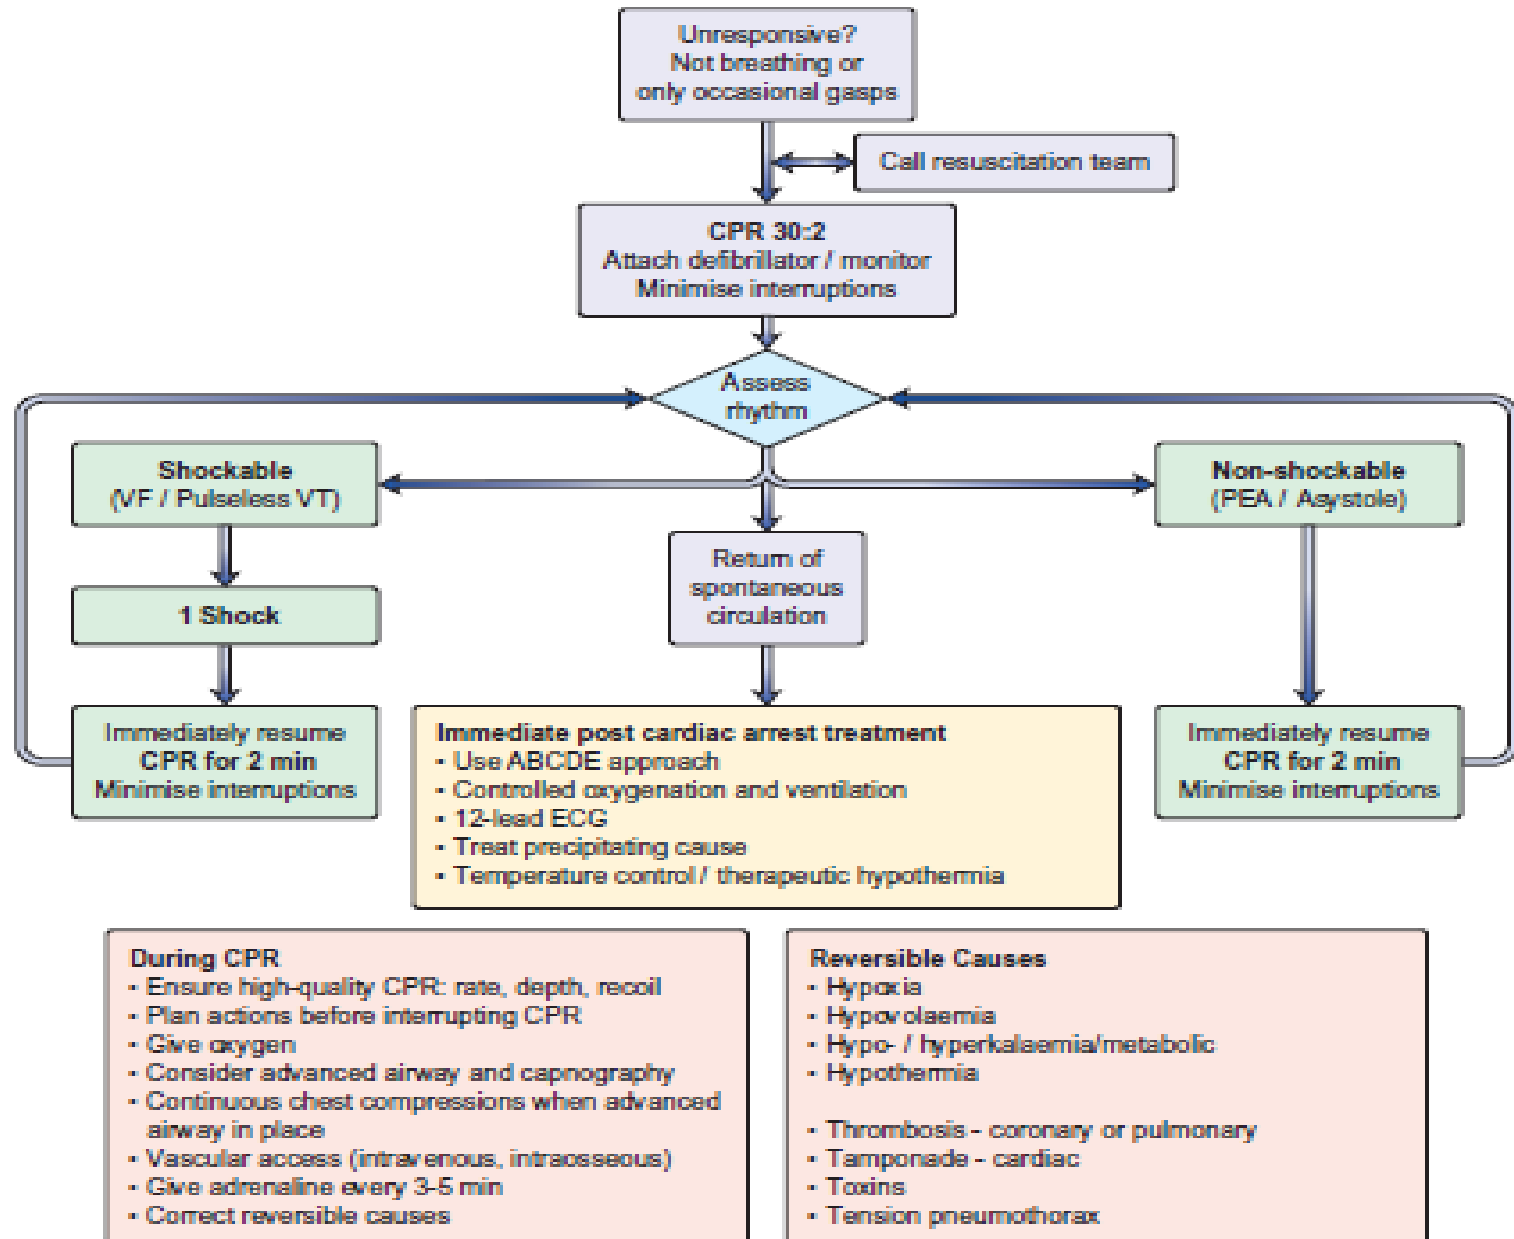 Unresponsive?
Not breathing or
only occasional gasps
Call resuscitation team
CPR 30:2
Attach defibrillator / monitor
Minimise interruptions
Assess
rhythm
Shockable
(VF / Pulseless VT)
Non-shockable
(PEA / Asystole)
1 Shock
Return of
spontaneous
circulation
Immediately resume
CPR for 2 min
Minimise interruptions
Immediate post cardiac arrest treatment
• Use ABCDE approach
• Controlled oxygenation and ventilation
• 12-lead ECG
• Treat precipitating cause
• Temperature control / therapeutic hypothermia
Immediately resume
CPR for 2 min
Minimise interruptions
During CPR
• Ensure high-quality CPR: rate, depth, recoil
• Plan actions before interrupting CPR
• Give oxygen
• Consider advanced airway and capnography
• Continuous chest compressions when advanced
airway in place
• Vascular access (intravenous, intraosseous)
• Give adrenaline every 3-5 min
• Correct reversible causes
Reversible Causes
• Hypoxia
• Hypovolaemia
• Hypo- / hyperkalaemia/metabolic
• Hypothermia
• Thrombosis - coronary or pulmonary
• Tamponade - cardiac
• Toxins
• Tension pneumothorax